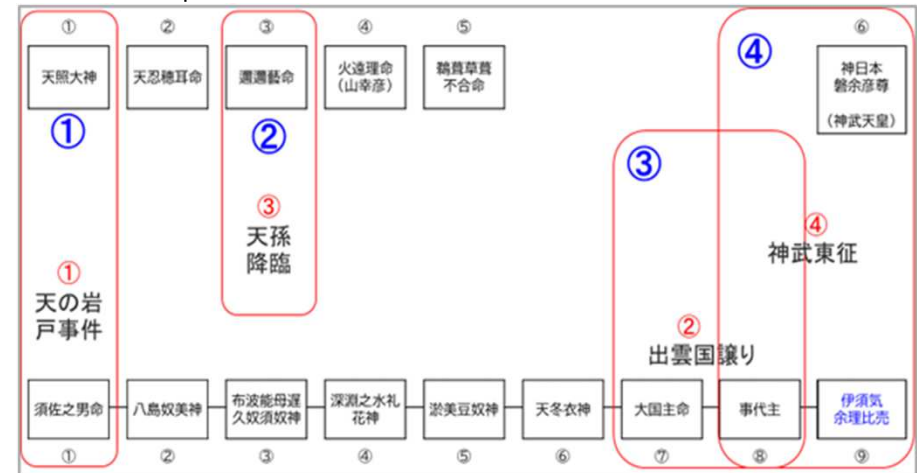 ① ② ③ ④ ⑤ ⑥
天照大神
天忍穂耳命
邇邇藝命
火遠理命
(山幸彦)
鵜葺草葺
不合命
神日本
磐余彦尊
(神武天皇)
①
②
③
④
③
天孫
降臨
④
神武東征
①
天の岩
戸事件
②
出雲国譲り
須佐之男命
八島奴美神
布波能母遅
久奴須奴神
深淵之水礼
花神
淤美豆奴神
天冬衣神
大国主命
事代主
伊須気
余理比売
① ② ③ ④ ⑤ ⑥ ⑦ ⑧ ⑨